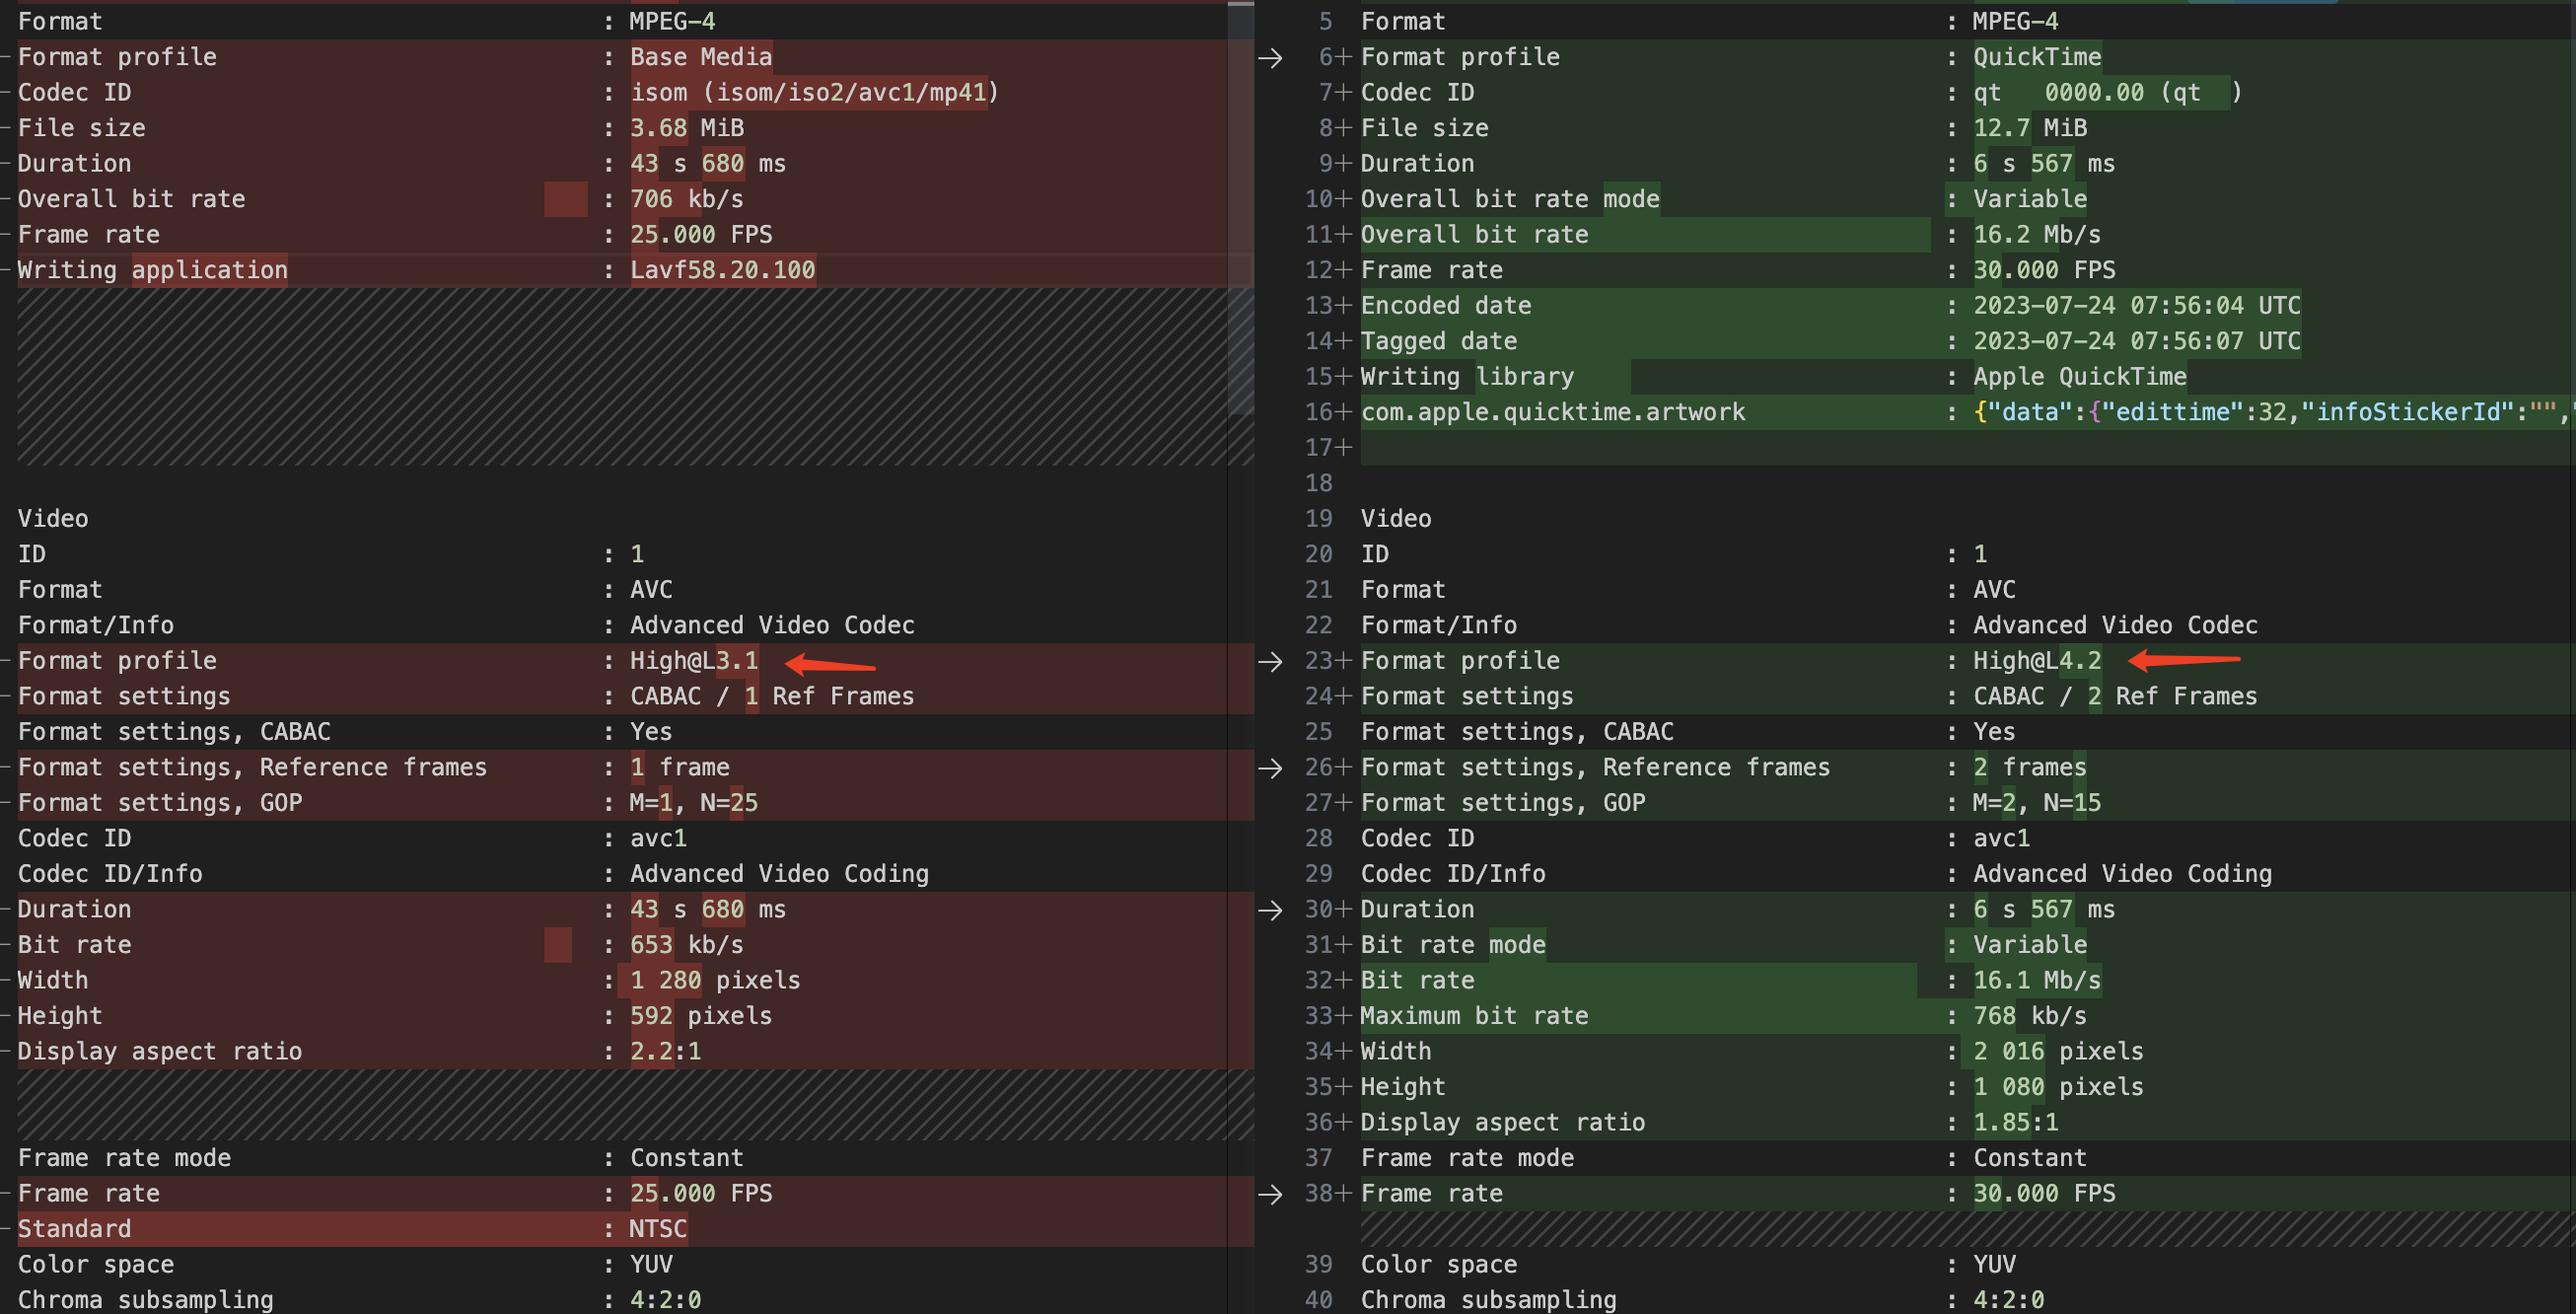 Format : MPEG-4
Format profile : Base Media
Codec ID : isom (isom/iso2/avc1/mp41)
File size : 3.68 MiB
Duration : 43 s 680 ms
Overall bit rate : 706 kb/s
Frame rate : 25.000 FPS
Writing application : Lavf58.20.100
Video
ID : 1
Format : AVC
Format/Info : Advanced Video Codec
Format profile : High@L3.1
Format settings : CABAC / 1 Ref Frames
Format settings, CABAC : Yes
Format settings, Reference frames : 1 frame
Format settings, GOP : M=1, N=25
Codec ID : avc1
Codec ID/Info : Advanced Video Coding
Duration : 43 s 680 ms
Bit rate : 653 kb/s
Width : 1 280 pixels
Height : 592 pixels
Display aspect ratio : 2.2:1
Frame rate mode : Constant
Frame rate : 25.000 FPS
Standard : NTSC
Color space : YUV
Chroma subsampling : 4:2:0
5 Format : MPEG-4
6+ Format profile : QuickTime
7+ Codec ID : qt   0000.00 (qt  )
8+ File size : 12.7 MiB
9+ Duration : 6 s 567 ms
10+ Overall bit rate mode : Variable
11+ Overall bit rate : 16.2 Mb/s
12+ Frame rate : 30.000 FPS
13+ Encoded date : 2023-07-24 07:56:04 UTC
14+ Tagged date : 2023-07-24 07:56:07 UTC
15+ Writing library : Apple QuickTime
16+ com.apple.quicktime.artwork : {"data":{"edittime":32,"infoStickerId":"",
17+
18
19 Video
20 ID : 1
21 Format : AVC
22 Format/Info : Advanced Video Codec
23+ Format profile : High@L4.2
24+ Format settings : CABAC / 2 Ref Frames
25 Format settings, CABAC : Yes
26+ Format settings, Reference frames : 2 frames
27+ Format settings, GOP : M=2, N=15
28 Codec ID : avc1
29 Codec ID/Info : Advanced Video Coding
30+ Duration : 6 s 567 ms
31+ Bit rate mode : Variable
32+ Bit rate : 16.1 Mb/s
33+ Maximum bit rate : 768 kb/s
34+ Width : 2 016 pixels
35+ Height : 1 080 pixels
36+ Display aspect ratio : 1.85:1
37 Frame rate mode : Constant
38+ Frame rate : 30.000 FPS
39 Color space : YUV
40 Chroma subsampling : 4:2:0